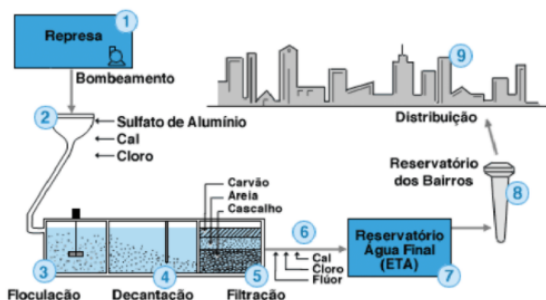 1
Represa
Bombeamento
2
Sulfato de Alumínio
Cal
Cloro
9
Distribuição
Reservatório
dos Bairros
8
Carvão
Areia
Cascalho
3
4
5
Floculação
Decantação
Filtração
6
Cal
Cloro
Flúor
Reservatório
Água Final
(ETA)
7